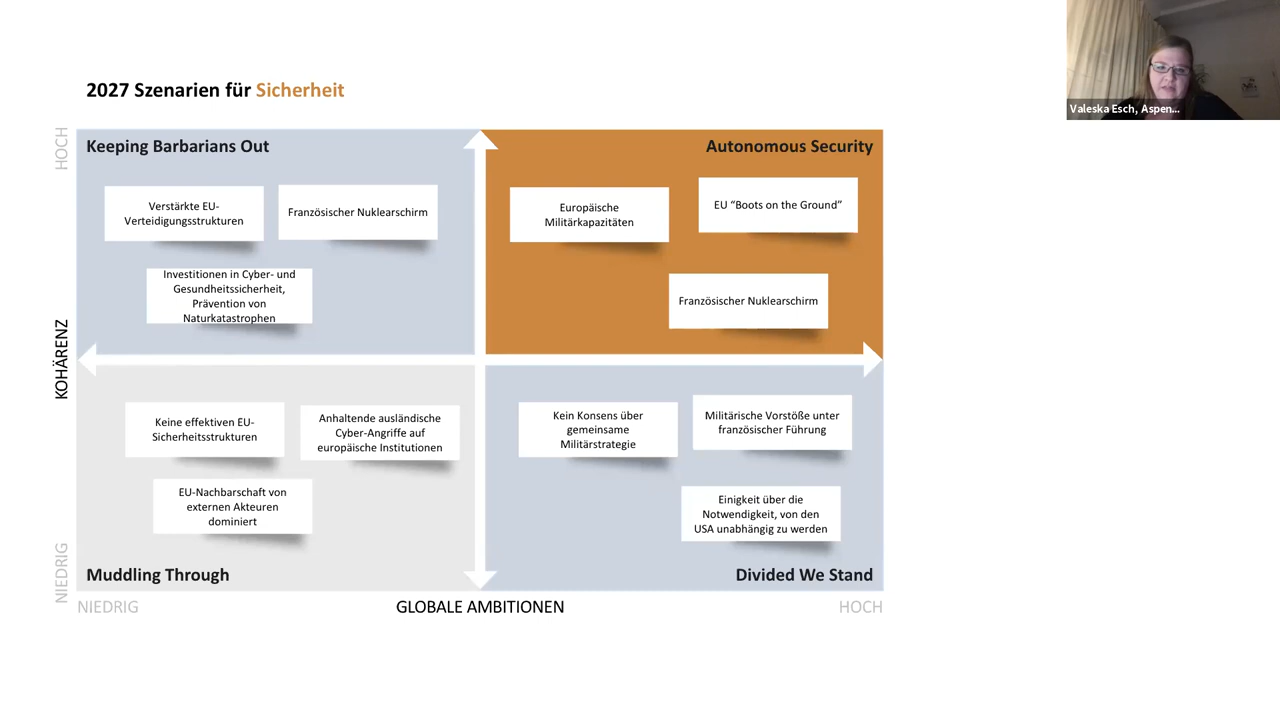 Valeska Esch, Aspen...
2027 Szenarien für Sicherheit
HOCH
Keeping Barbarians Out
Verstärkte EU-
Verteidigungsstrukturen
Französischer Nuklearschirm
Investitionen in Cyber- und
Gesundheitssicherheit,
Prävention von
Naturkatastrophen
Autonomous Security
Europäische
Militärkapazitäten
EU “Boots on the Ground”
Französischer Nuklearschirm
KOHÄRENZ
Keine effektiven EU-
Sicherheitsstrukturen
Anhaltende ausländische
Cyber-Angriffe auf
europäische Institutionen
EU-Nachbarschaft von
externen Akteuren
dominiert
Muddling Through
Kein Konsens über
gemeinsame
Militärstrategie
Militärische Vorstöße unter
französischer Führung
Einigkeit über die
Notwendigkeit, von den
USA unabhängig zu werden
Divided We Stand
NIEDRIG
NIEDRIG
GLOBALE AMBITIONEN
HOCH